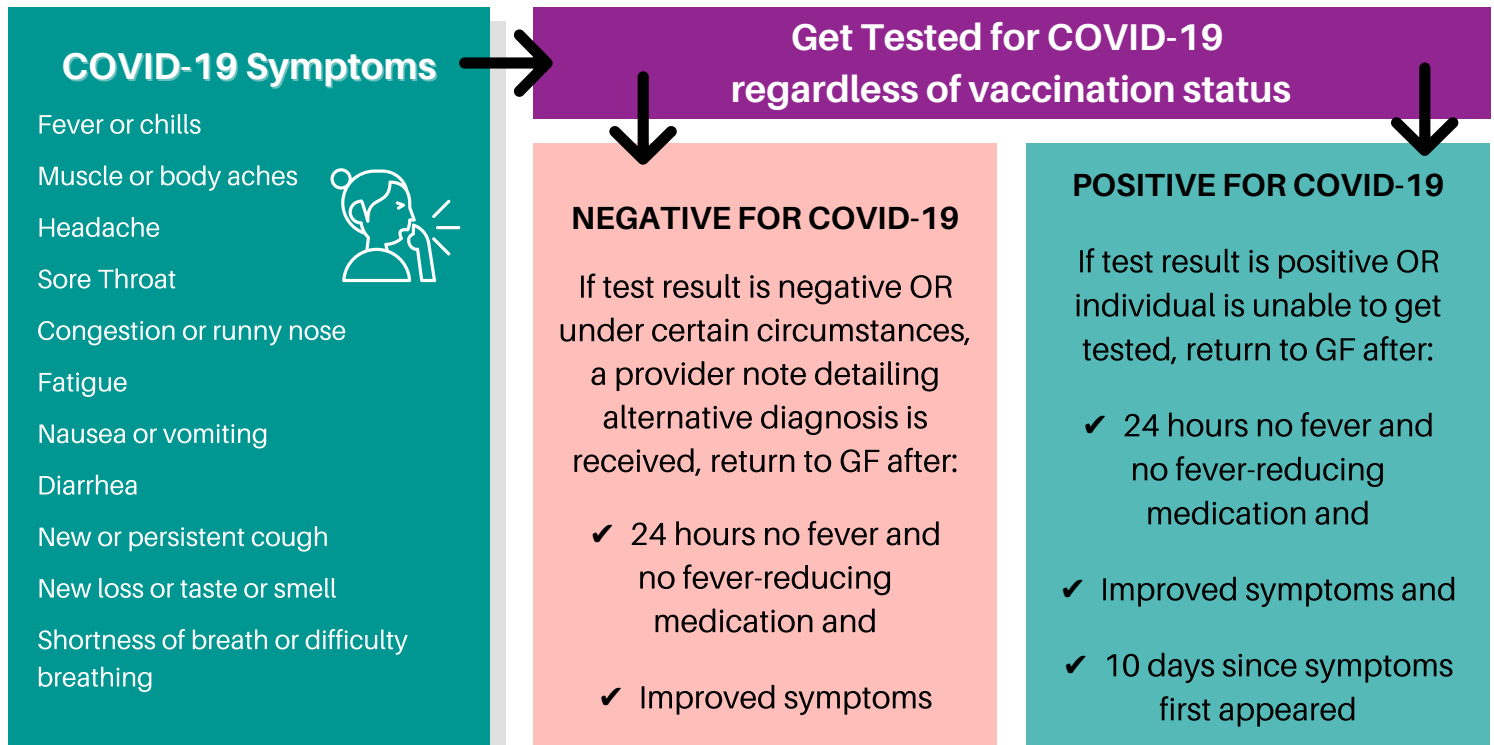 COVID-19 Symptoms
Fever or chills
Muscle or body aches
Headache
Sore Throat
Congestion or runny nose
Fatigue
Nausea or vomiting
Diarrhea
New or persistent cough
New loss or taste or smell
Shortness of breath or difficulty
breathing
Get Tested for COVID-19
regardless of vaccination status
NEGATIVE FOR COVID-19
If test result is negative OR
under certain circumstances,
a provider note detailing
alternative diagnosis is
received, return to GF after:
✔ 24 hours no fever and
no fever-reducing
medication and
✔ Improved symptoms
POSITIVE FOR COVID-19
If test result is positive OR
individual is unable to get
tested, return to GF after:
✔ 24 hours no fever and
no fever-reducing
medication and
✔ Improved symptoms and
✔ 10 days since symptoms
first appeared